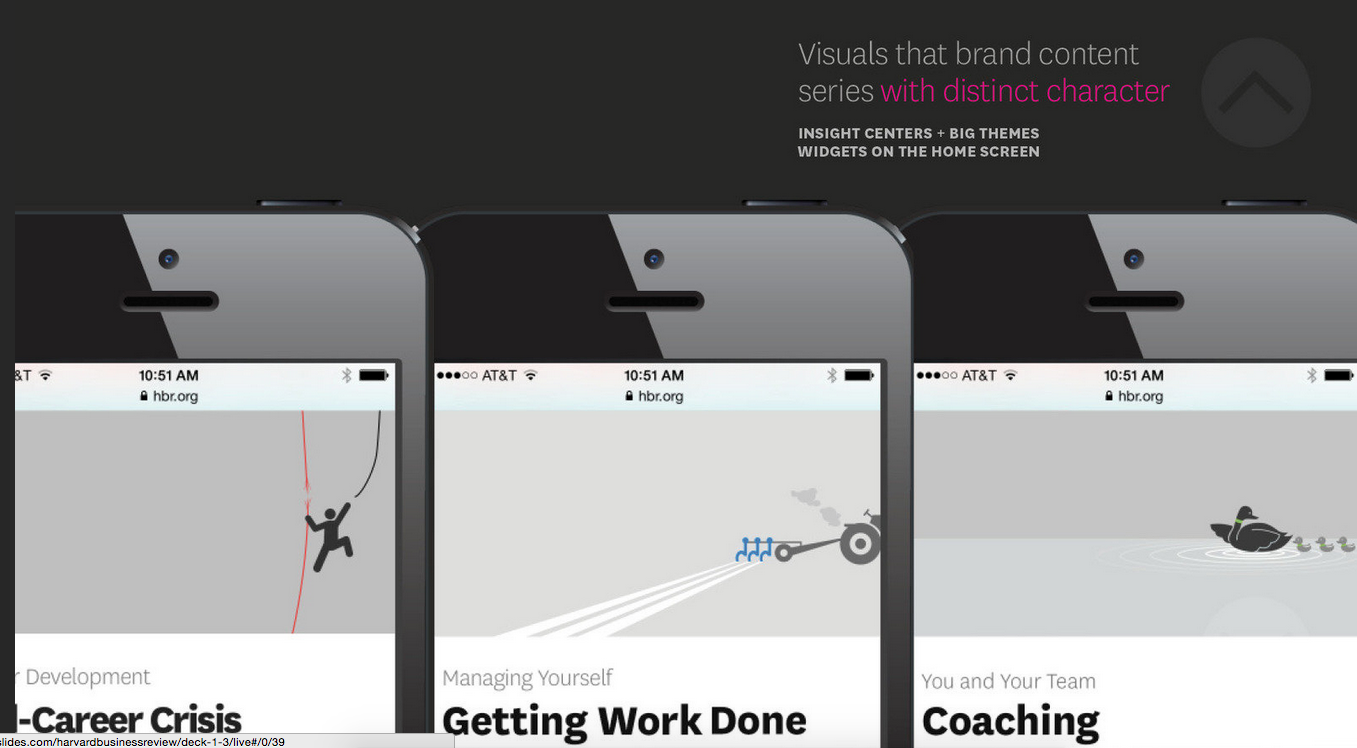 Visuals that brand content
series with distinct character
INSIGHT CENTERS + BIG THEMES
WIDGETS ON THE HOME SCREEN
&T 10:51 AM
hbr.org
r Development
-Career Crisis
AT&T 10:51 AM
hbr.org
Managing Yourself
Getting Work Done
AT&T 10:51 AM
hbr.org
You and Your Team
Coaching
slides.com/harvardbusinessreview/deck-1-3/live#/0/39